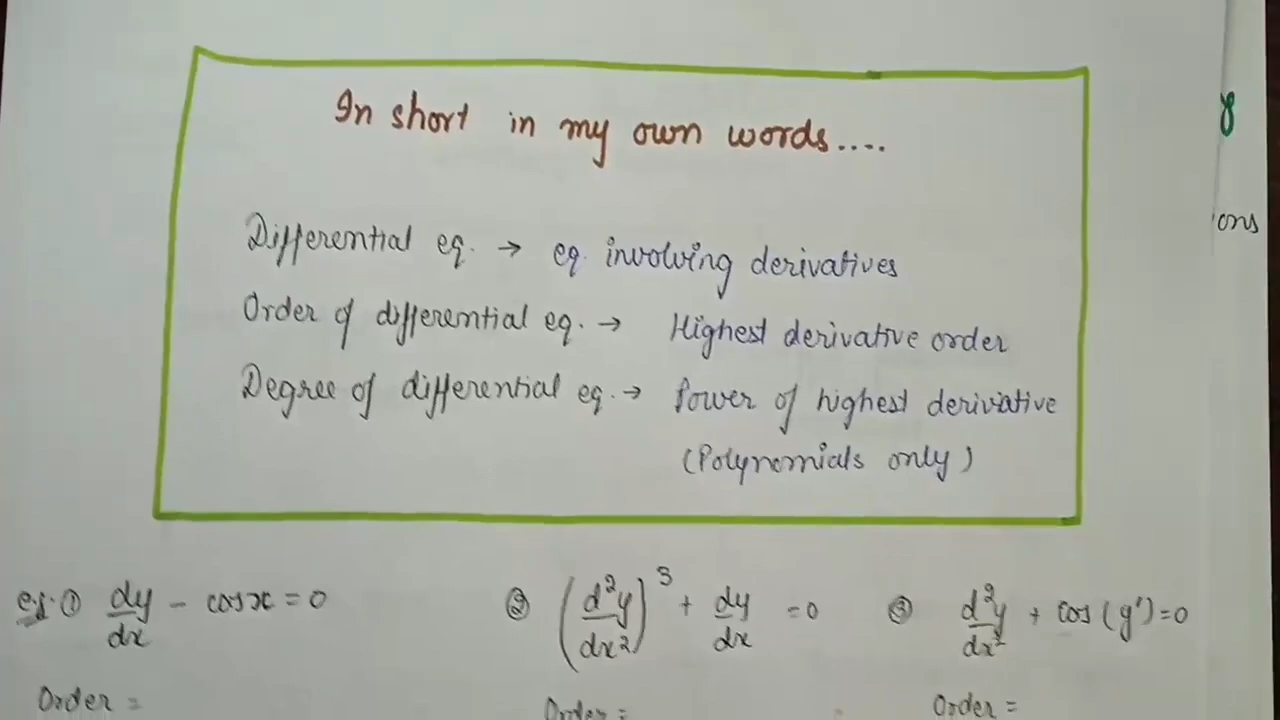 In short in my own words....
Differential eq. → eq. involving derivatives
Order of differential eq. → Highest derivative order
Degree of differential eq. → Power of highest derivative
(Polynomials only)
e.g. ① dy/dx - cosx = 0
② (d²y/dx²)³ + dy/dx = 0
③ d²y/dx² + cos(y') = 0
Order =
Order =
Order =
ions